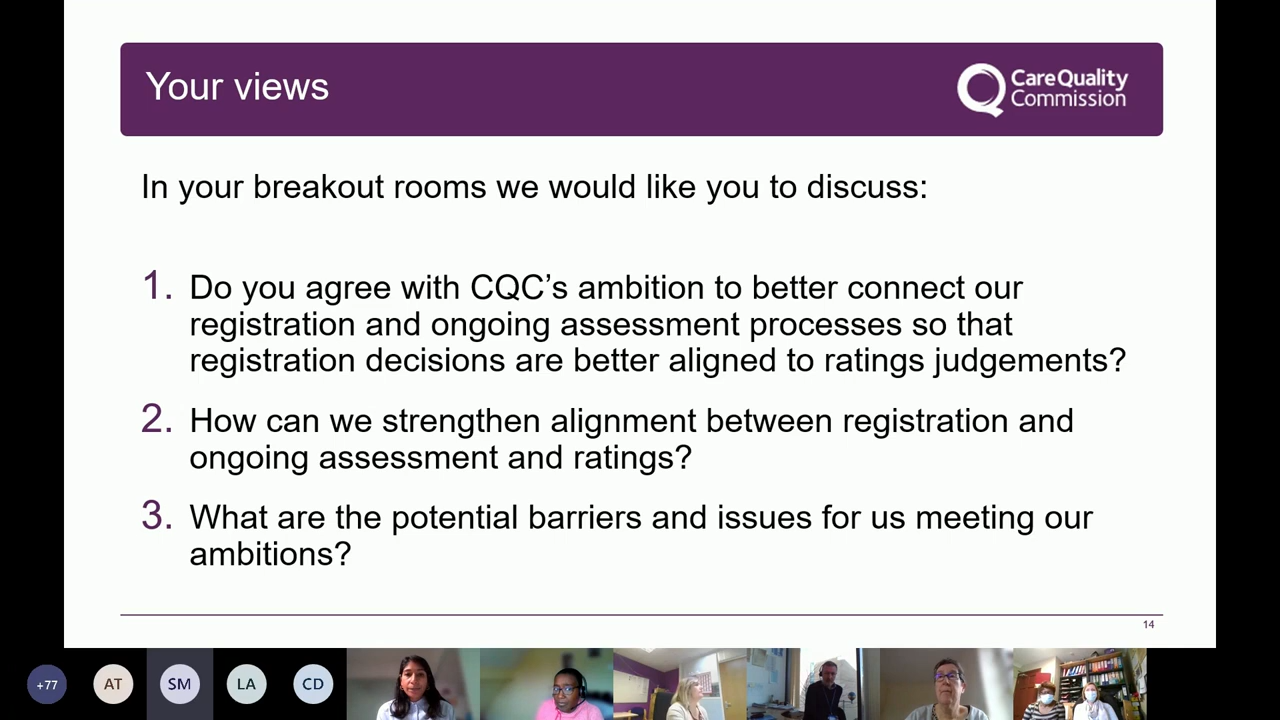 Your views
CareQuality
Commission
In your breakout rooms we would like you to discuss:
1. Do you agree with CQC’s ambition to better connect our
registration and ongoing assessment processes so that
registration decisions are better aligned to ratings judgements?
2. How can we strengthen alignment between registration and
ongoing assessment and ratings?
3. What are the potential barriers and issues for us meeting our
ambitions?
14
+77 AT SM LA CD